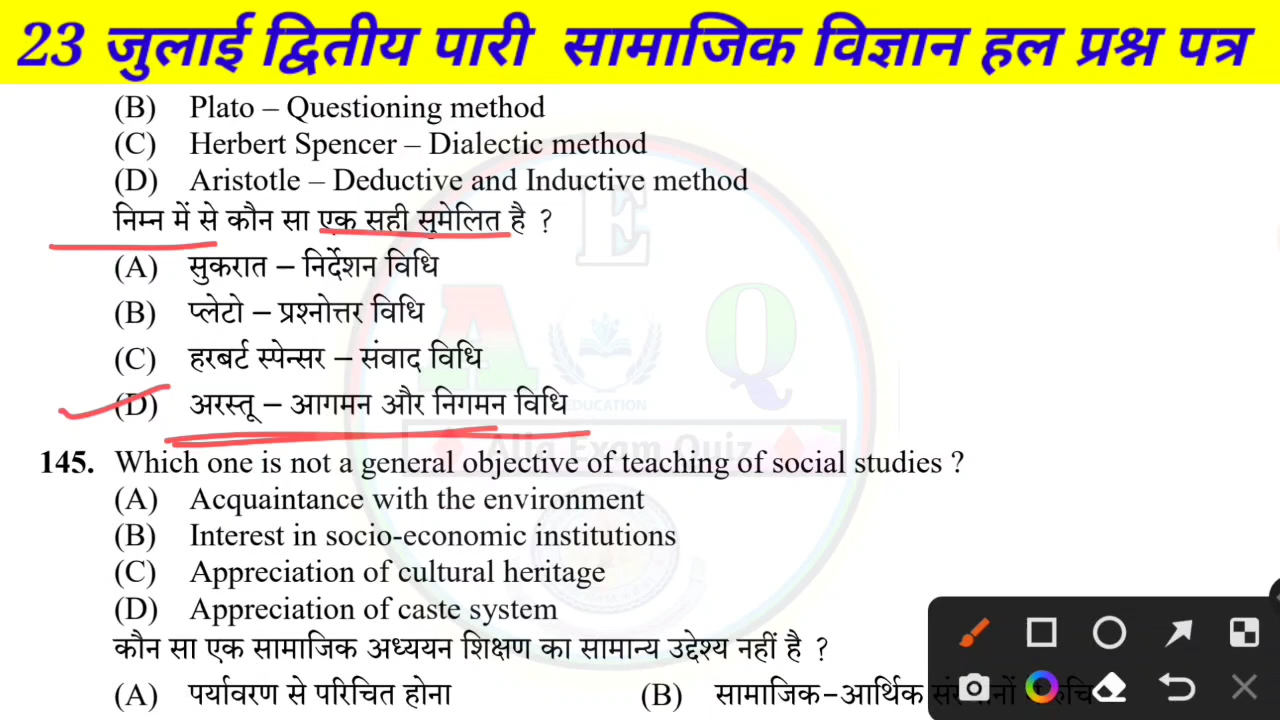 23 जुलाई द्वितीय पारी सामाजिक विज्ञान हल प्रश्न पत्र
(B) Plato – Questioning method
(C) Herbert Spencer – Dialectic method
(D) Aristotle – Deductive and Inductive method
निम्न में से कौन सा एक सही सुमेलित है ?
(A) सुकरात – निर्देशन विधि
(B) प्लेटो – प्रश्नोत्तर विधि
(C) हरबर्ट स्पेन्सर – संवाद विधि
(D) अरस्तू – आगमन और निगमन विधि
E
A Q
EDUCATION
Exam Quiz
145. Which one is not a general objective of teaching of social studies ?
(A) Acquaintance with the environment
(B) Interest in socio-economic institutions
(C) Appreciation of cultural heritage
(D) Appreciation of caste system
कौन सा एक सामाजिक अध्ययन शिक्षण का सामान्य उद्देश्य नहीं है ?
(A) पर्यावरण से परिचित होना (B) सामाजिक-आर्थिक